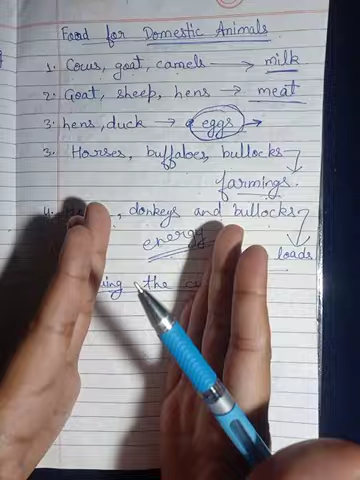 Food for Domestic Animals
1. Cows, goat, camels → milk
2. Goat, sheep, hens → meat
3. hens, duck → eggs →
3. Horses, buffaloes, bullocks
farmings.
4. donkeys and bullocks
energy
loads
the